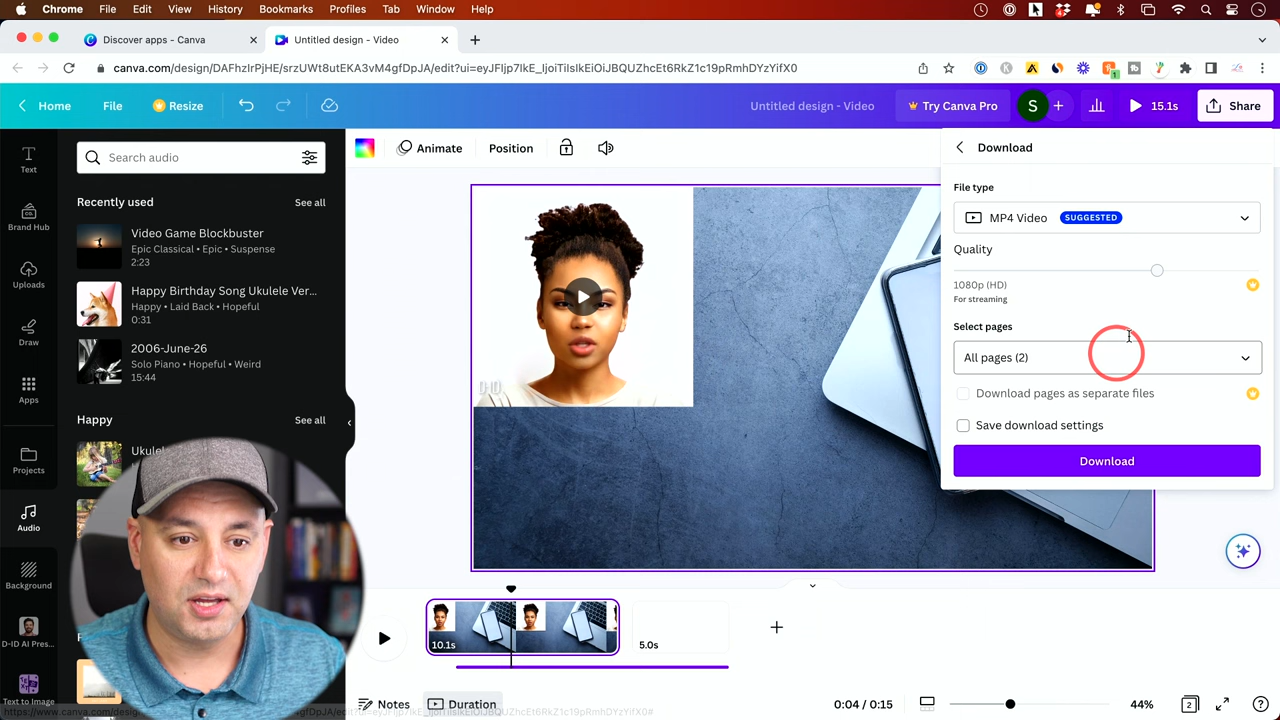 Chrome File Edit View History Bookmarks Profiles Tab Window Help
Discover apps - Canva
Untitled design - Video
canva.com/design/DAFhzIrPjHE/srzUWt8utEKA3vM4gfDpJA/edit?ui=eyJFIjp7IkE_IjoiTiIsIkEiOiJBQUZhcEt6RkZ1c19pRmhDYzYifX0
1
Home File Resize Untitled design - Video Try Canva Pro S 15.1s Share
Text
Brand Hub
Uploads
Draw
Apps
Projects
Audio
Background
D-ID AI Pres...
Text to Image
Search audio
Recently used See all
Video Game Blockbuster
Epic Classical • Epic • Suspense
2:23
Happy Birthday Song Ukulele Ver...
Happy • Laid Back • Hopeful
0:31
2006-June-26
Solo Piano • Hopeful • Weird
15:44
Happy See all
Animate Position
D-ID
Download
File type
MP4 Video SUGGESTED
Quality
1080p (HD)
For streaming
Select pages
All pages (2)
Download pages as separate files
Save download settings
Download
10.1s
5.0s
Notes Duration 0:04 / 0:15 44% 2